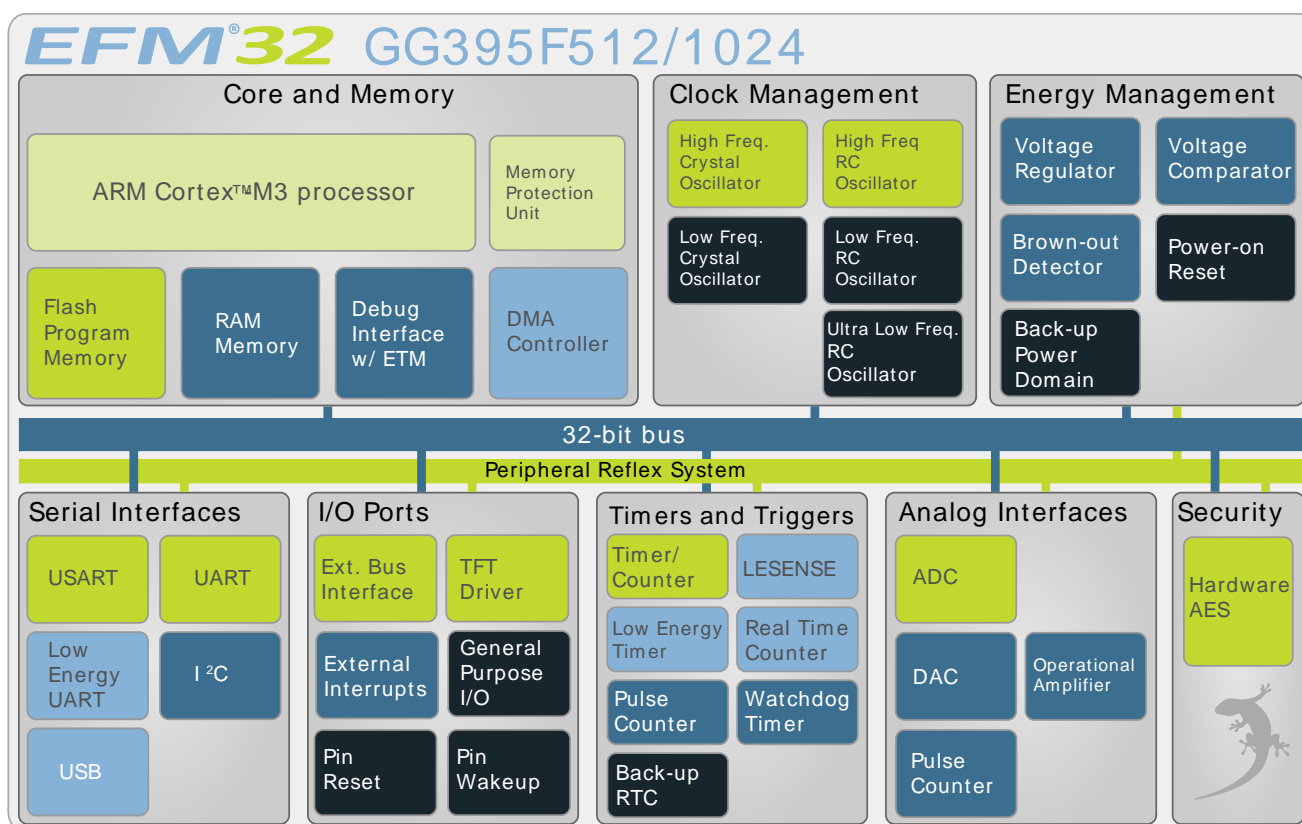 EFM®32 GG395F512/1024
Core and Memory
ARM Cortex™M3 processor
Memory
Protection
Unit
Flash
Program
Memory
RAM
Memory
Debug
Interface
w/ ETM
DMA
Controller
Clock Management
High Freq.
Crystal
Oscillator
High Freq
RC
Oscillator
Low Freq.
Crystal
Oscillator
Low Freq.
RC
Oscillator
Ultra Low Freq.
RC
Oscillator
Energy Management
Voltage
Regulator
Voltage
Comparator
Brown-out
Detector
Power-on
Reset
Back-up
Power
Domain
32-bit bus
Peripheral Reflex System
Serial Interfaces
USART
UART
Low
Energy
UART
I²C
USB
I/O Ports
Ext. Bus
Interface
TFT
Driver
External
Interrupts
General
Purpose
I/O
Pin
Reset
Pin
Wakeup
Timers and Triggers
Timer/
Counter
LESENSE
Low Energy
Timer
Real Time
Counter
Pulse
Counter
Watchdog
Timer
Back-up
RTC
Analog Interfaces
ADC
DAC
Operational
Amplifier
Pulse
Counter
Security
Hardware
AES